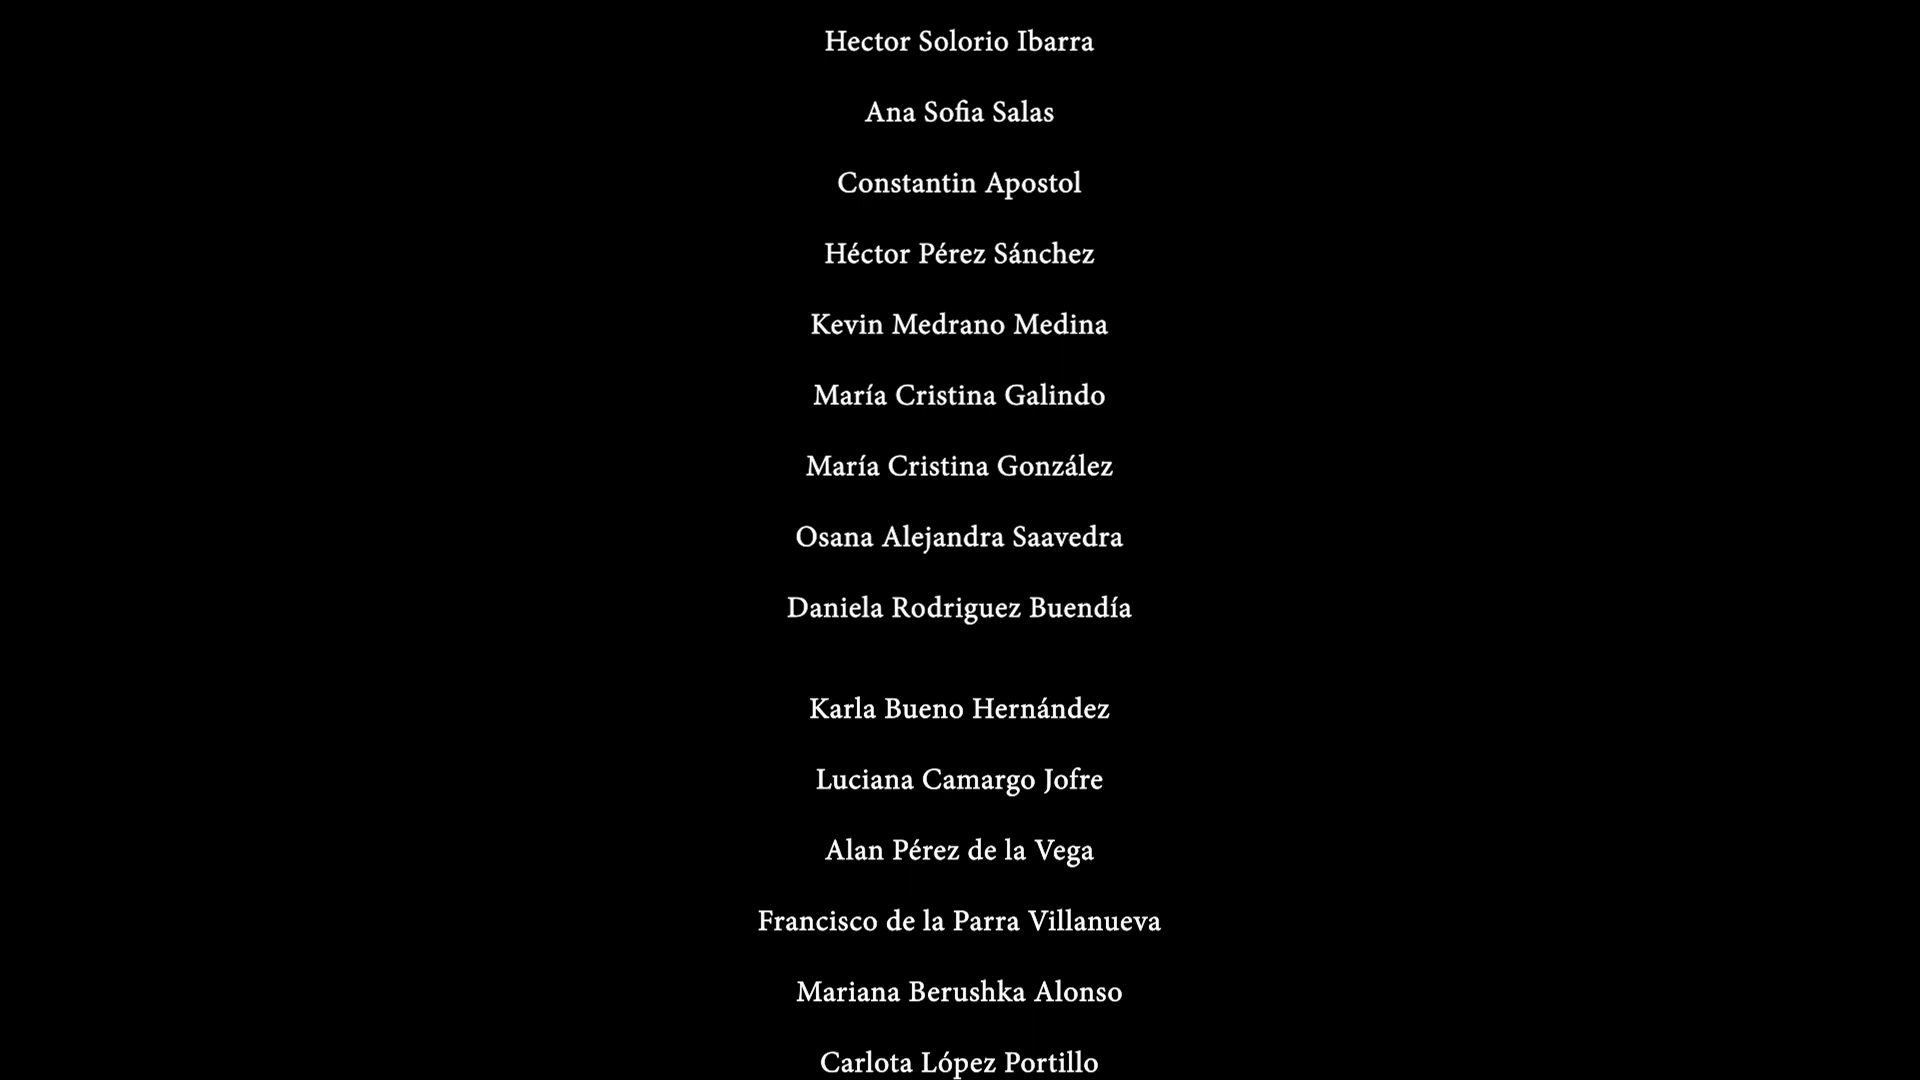 Hector Solorio Ibarra
Ana Sofia Salas
Constantin Apostol
Héctor Pérez Sánchez
Kevin Medrano Medina
María Cristina Galindo
María Cristina González
Osana Alejandra Saavedra
Daniela Rodriguez Buendía
Karla Bueno Hernández
Luciana Camargo Jofre
Alan Pérez de la Vega
Francisco de la Parra Villanueva
Mariana Berushka Alonso
Carlota López Portillo